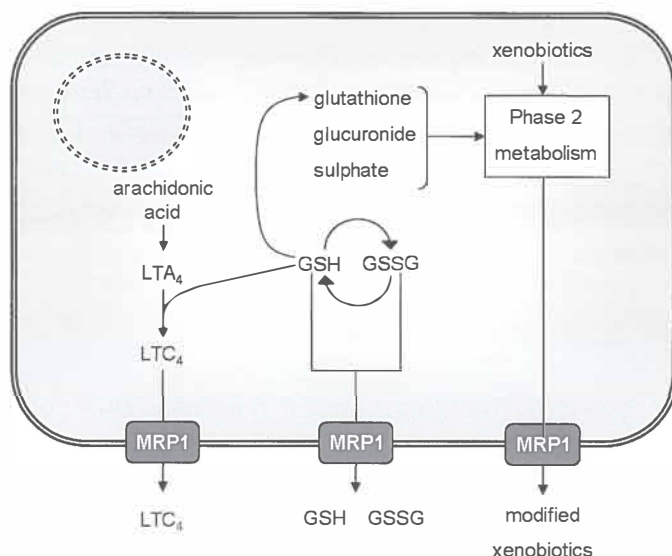 xenobiotics
glutathione
glucuronide
sulphate
Phase 2
metabolism
arachidonic
acid
LTA₄
GSH GSSG
LTC₄
MRP1 MRP1 MRP1
LTC₄ GSH GSSG modified
xenobiotics